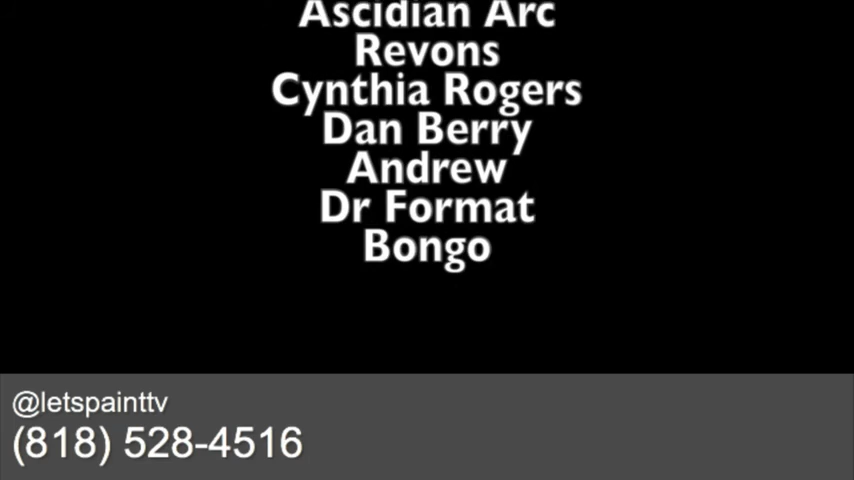 Ascidian Arc
Revons
Cynthia Rogers
Dan Berry
Andrew
Dr Format
Bongo
@letspainttv
(818) 528-4516